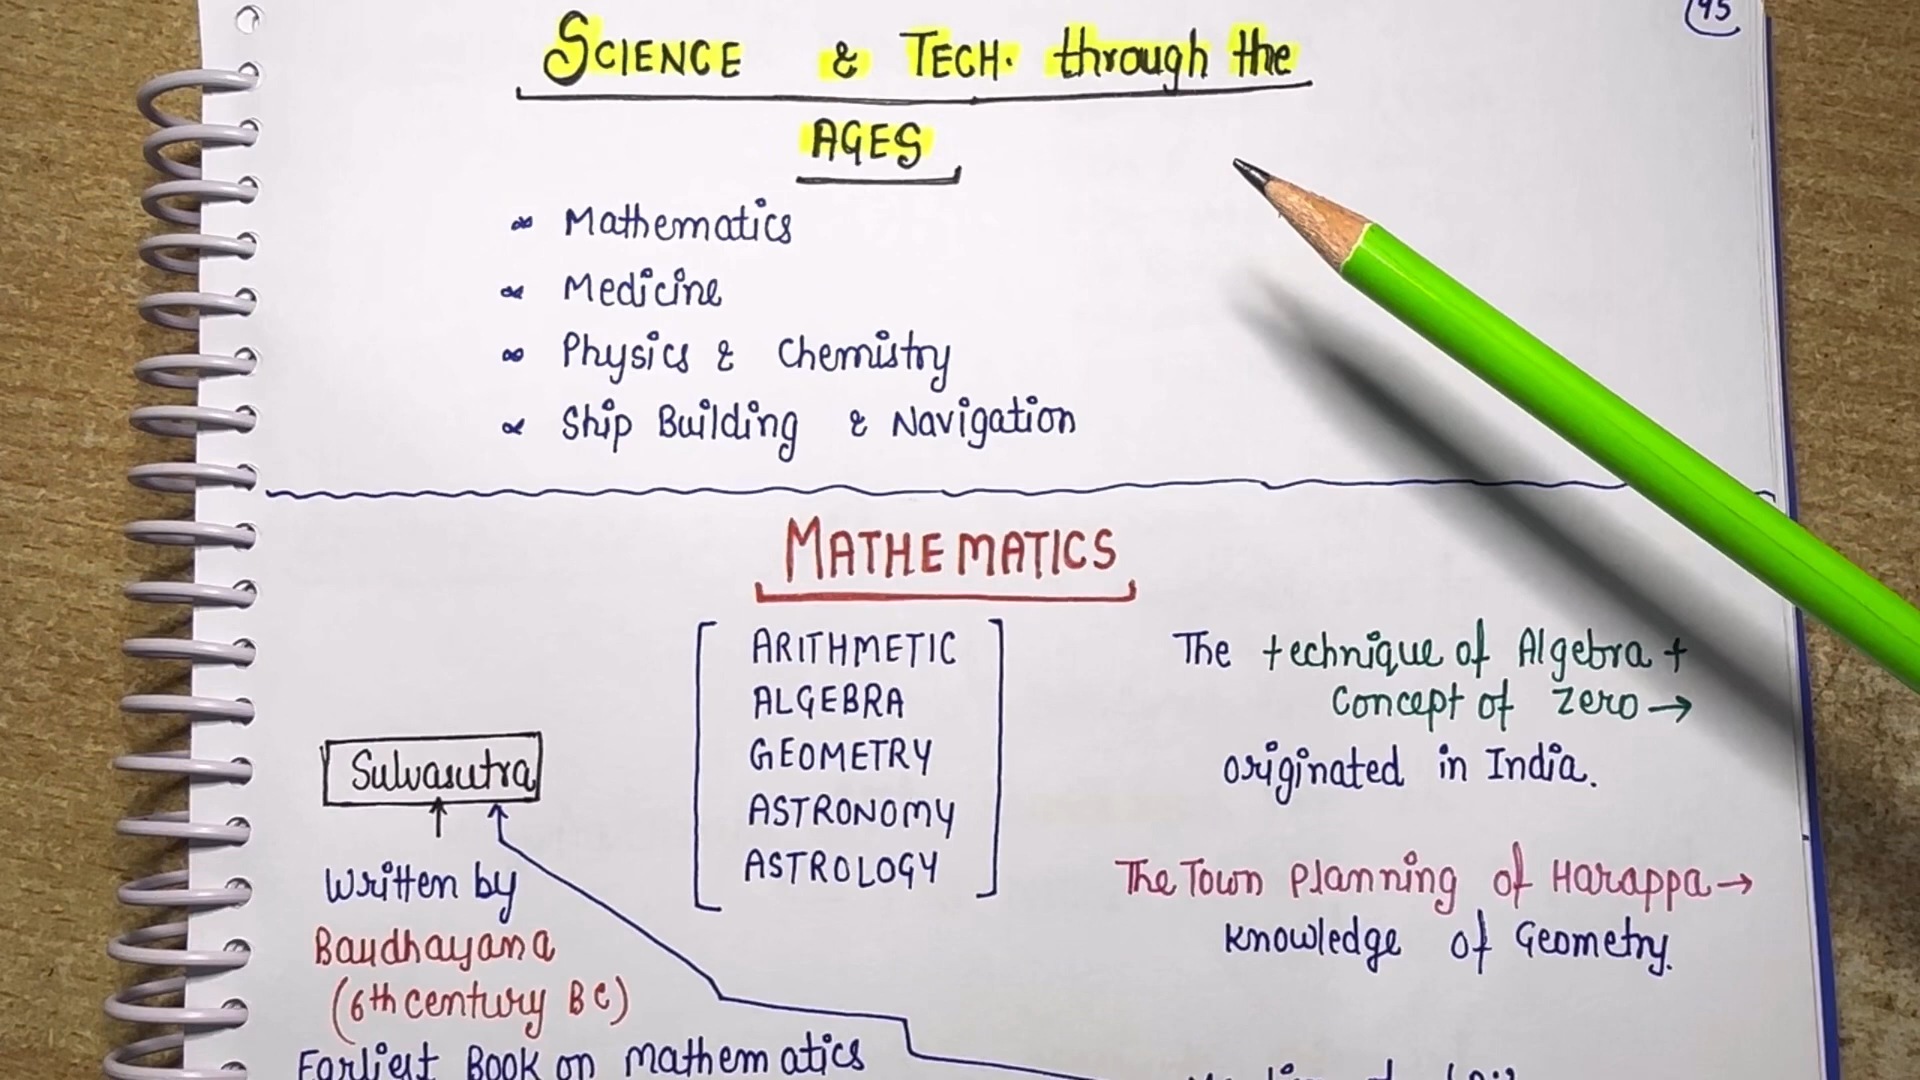 95
SCIENCE & TECH. through the
AGES
Mathematics
Medicine
Physics & Chemistry
Ship Building & Navigation
MATHEMATICS
ARITHMETIC
ALGEBRA
GEOMETRY
ASTRONOMY
ASTROLOGY
The technique of Algebra +
Concept of Zero →
originated in India.
The Town Planning of Harappa →
Knowledge of Geometry.
Sulvasutra
Written by
Baudhayana
(6th century BC)
Earliest Book on mathematics